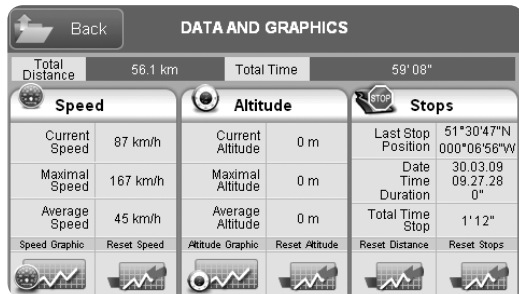 Back
DATA AND GRAPHICS
Total Distance 56.1 km Total Time 59'08"
Speed
Current Speed 87 km/h
Maximal Speed 167 km/h
Average Speed 45 km/h
Speed Graphic Reset Speed
Altitude
Current Altitude 0 m
Maximal Altitude 0 m
Average Altitude 0 m
Altitude Graphic Reset Altitude
STOP
Stops
Last Stop Position 51°30'47"N 000°06'56"W
Date Time Duration 30.03.09 09.27.28 0"
Total Time Stop 1'12"
Reset Distance Reset Stops